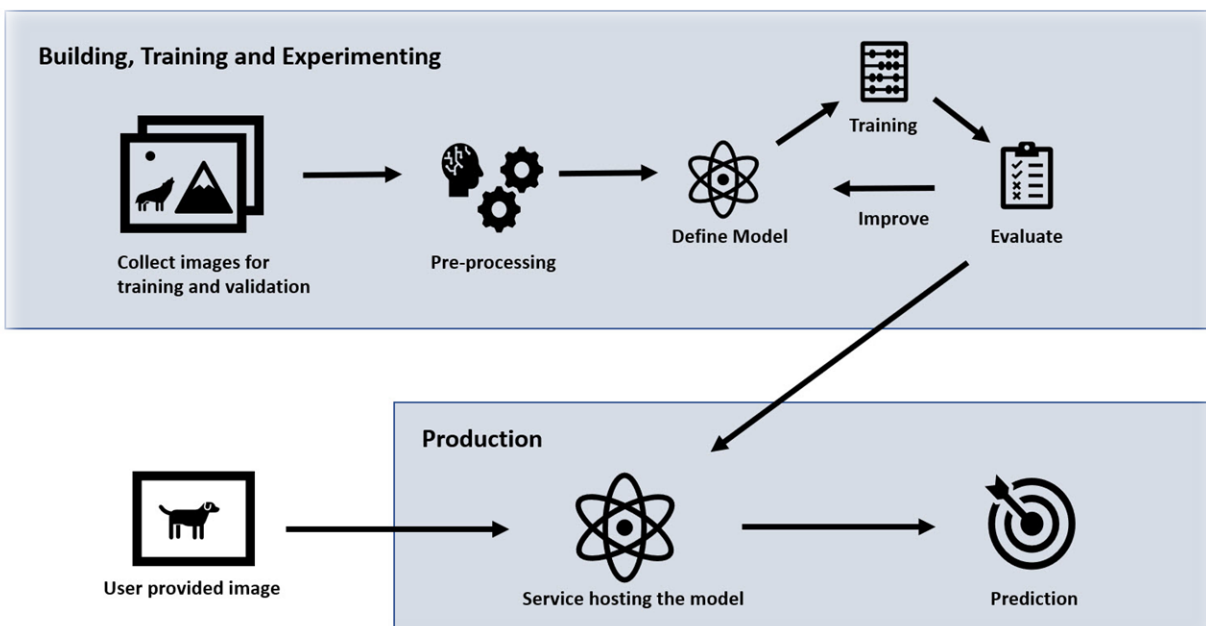 Building, Training and Experimenting
Training
Improve
Collect images for
training and validation
Pre-processing
Define Model
Evaluate
Production
User provided image
Service hosting the model
Prediction